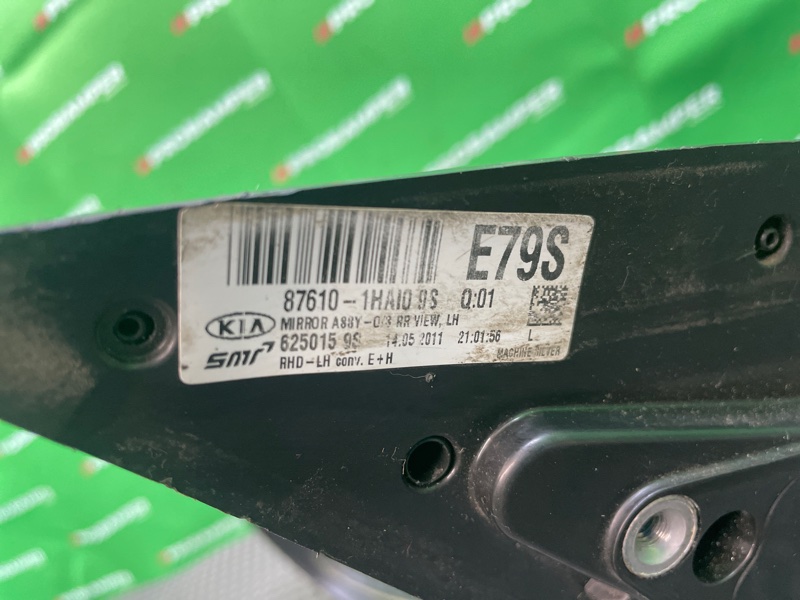 E79S
87610-1HAI0 9S Q:01
KIA MIRROR ASSY-O/S RR VIEW, LH
smr 625015 9S 14.05 2011 21:01:56 L
RHD-LH conv. E+H MACHINE NEVER